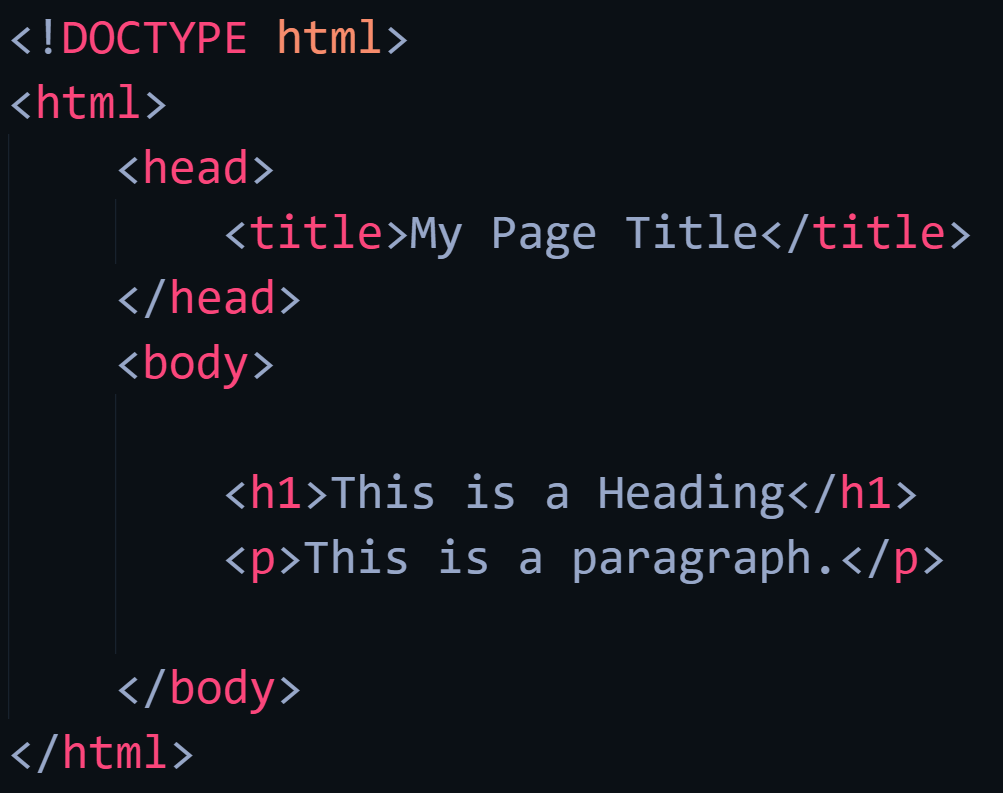 <!DOCTYPE html>
<html>
    <head>
        <title>My Page Title</title>
    </head>
    <body>

        <h1>This is a Heading</h1>
        <p>This is a paragraph.</p>

    </body>
</html>